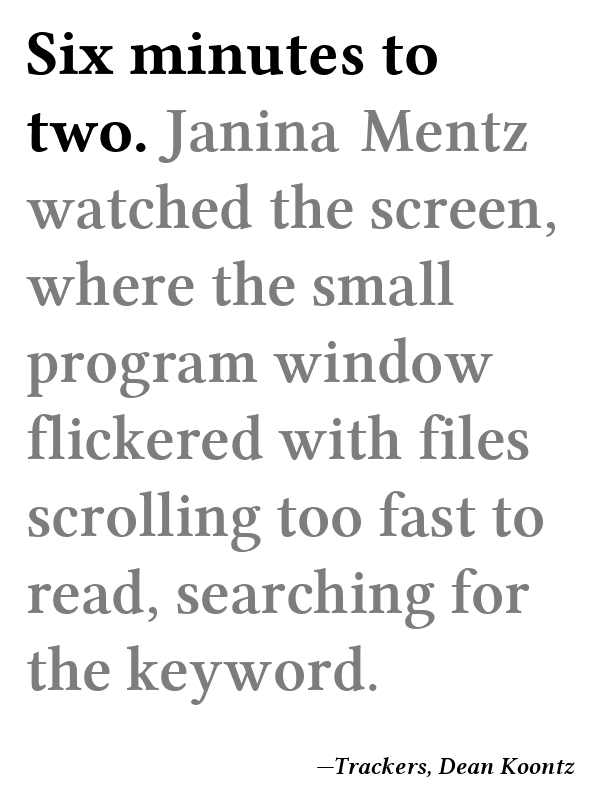 Six minutes to
two. Janina Mentz
watched the screen,
where the small
program window
flickered with files
scrolling too fast to
read, searching for
the keyword.
—Trackers, Dean Koontz